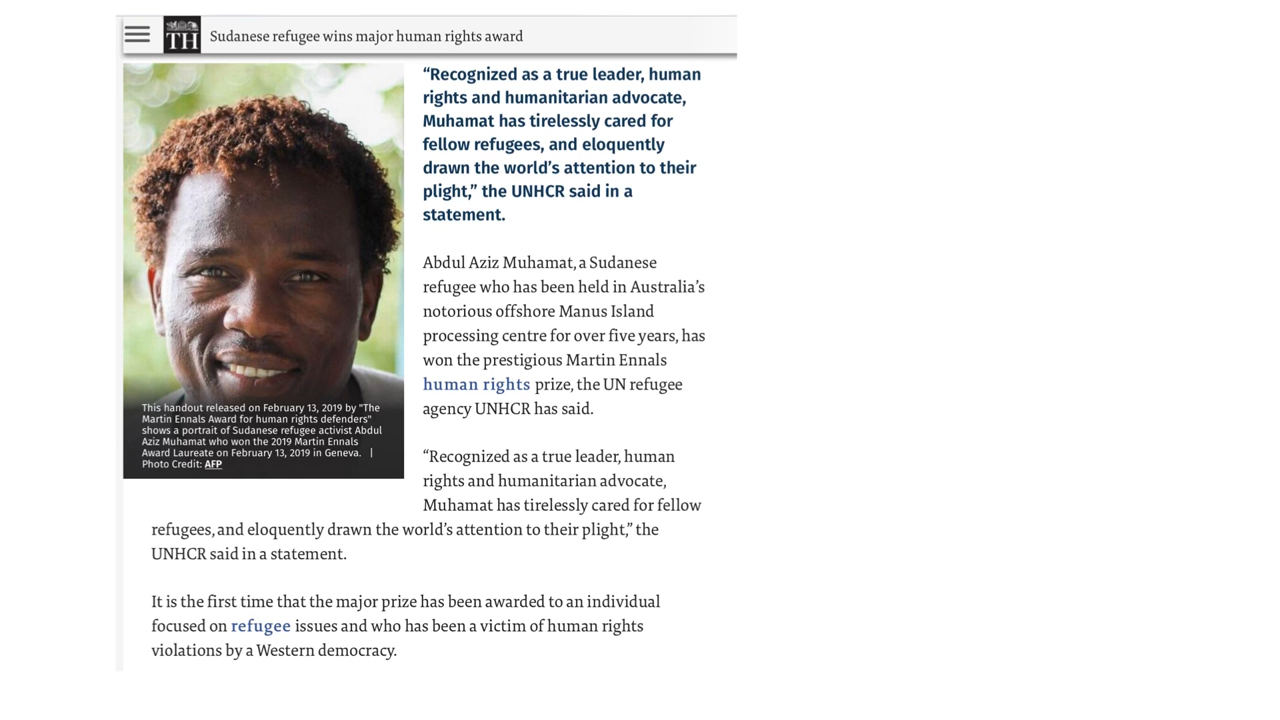 TH Sudanese refugee wins major human rights award
“Recognized as a true leader, human
rights and humanitarian advocate,
Muhamat has tirelessly cared for
fellow refugees, and eloquently
drawn the world’s attention to their
plight,” the UNHCR said in a
statement.
This handout released on February 13, 2019 by "The
Martin Ennals Award for human rights defenders"
shows a portrait of Sudanese refugee activist Abdul
Aziz Muhamat who won the 2019 Martin Ennals
Award Laureate on February 13, 2019 in Geneva. |
Photo Credit: AFP
Abdul Aziz Muhamat, a Sudanese
refugee who has been held in Australia’s
notorious offshore Manus Island
processing centre for over five years, has
won the prestigious Martin Ennals
human rights prize, the UN refugee
agency UNHCR has said.
“Recognized as a true leader, human
rights and humanitarian advocate,
Muhamat has tirelessly cared for fellow
refugees, and eloquently drawn the world’s attention to their plight,” the
UNHCR said in a statement.
It is the first time that the major prize has been awarded to an individual
focused on refugee issues and who has been a victim of human rights
violations by a Western democracy.